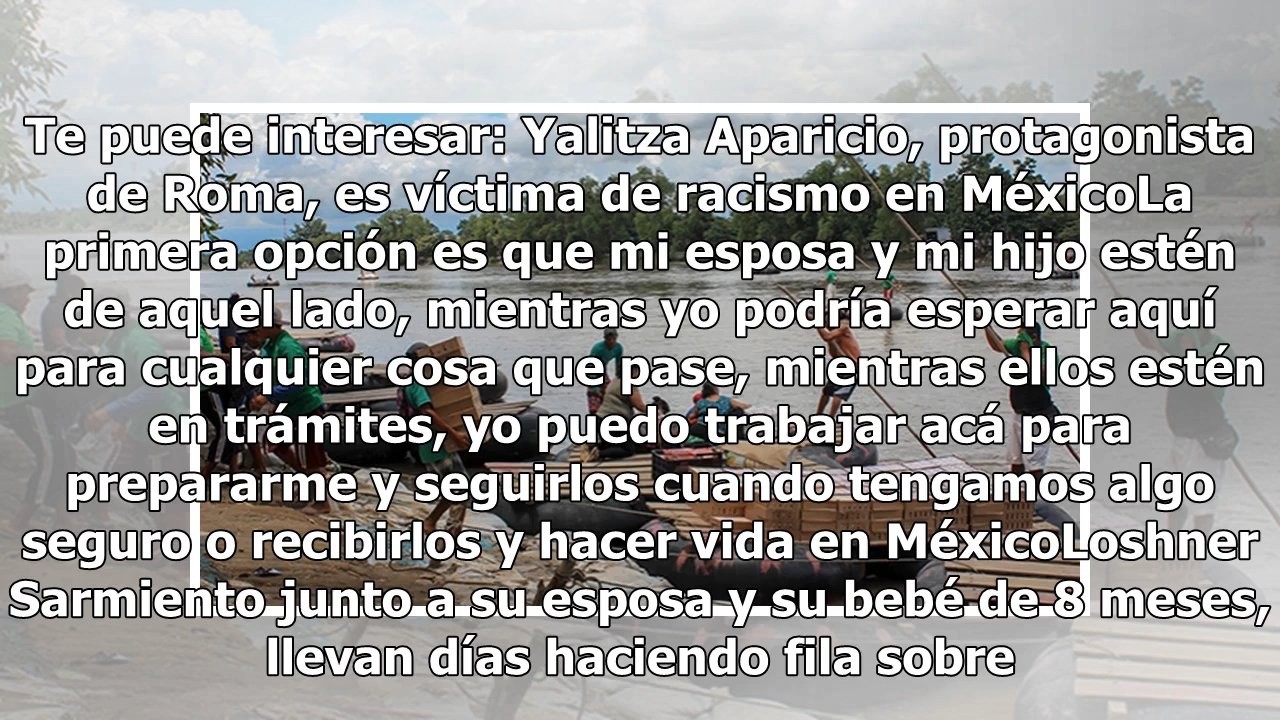 Te puede interesar: Yalitza Aparicio, protagonista
de Roma, es víctima de racismo en MéxicoLa
primera opción es que mi esposa y mi hijo estén
de aquel lado, mientras yo podría esperar aquí
para cualquier cosa que pase, mientras ellos estén
en trámites, yo puedo trabajar acá para
prepararme y seguirlos cuando tengamos algo
seguro o recibirlos y hacer vida en MéxicoLoshner
Sarmiento junto a su esposa y su bebé de 8 meses,
llevan días haciendo fila sobre